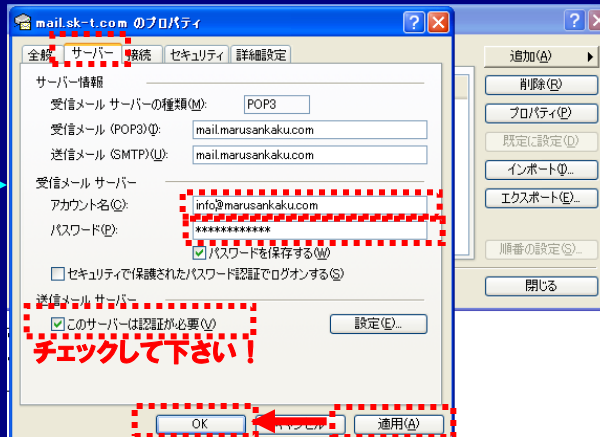 mail.sk-t.com のプロパティ
全般 サーバー 接続 セキュリティ 詳細設定
サーバー情報
受信メール サーバーの種類(M): POP3
受信メール (POP3)(I): mail.marusankaku.com
送信メール (SMTP)(U): mail.marusankaku.com
受信メール サーバー
アカウント名(C): info@marusankaku.com
パスワード(P): ************
パスワードを保存する(W)
セキュリティで保護されたパスワード認証でログオンする(S)
送信メール サーバー
このサーバーは認証が必要(V) 設定(E)...
チェックして下さい!
OK キャンセル 適用(A)
追加(A)
削除(R)
プロパティ(P)
既定に設定(D)
インポート(I)...
エクスポート(E)...
順番の設定(S)...
閉じる